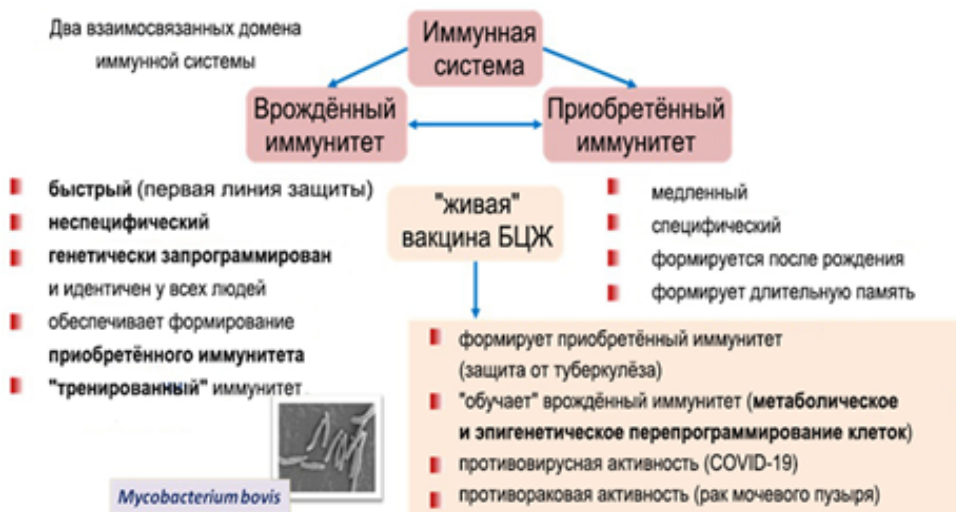 Два взаимосвязанных домена
иммунной системы
Иммунная
система
Врождённый
иммунитет
Приобретённый
иммунитет
быстрый (первая линия защиты)
неспецифический
генетически запрограммирован
и идентичен у всех людей
обеспечивает формирование
приобретённого иммунитета
"тренированный" иммунитет
"живая"
вакцина БЦЖ
медленный
специфический
формируется после рождения
формирует длительную память
формирует приобретённый иммунитет
(защита от туберкулёза)
"обучает" врождённый иммунитет (метаболическое
и эпигенетическое перепрограммирование клеток)
противовирусная активность (COVID-19)
противораковая активность (рак мочевого пузыря)
Mycobacterium bovis